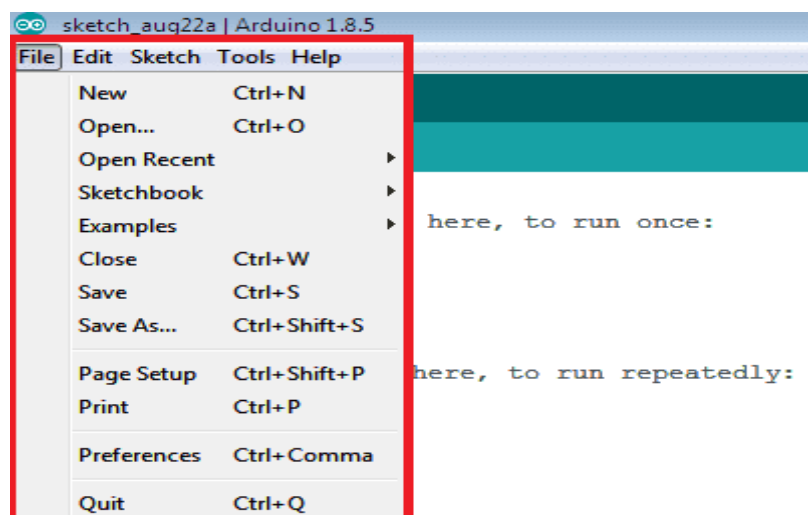 sketch_aug22a | Arduino 1.8.5
File Edit Sketch Tools Help
New Ctrl+N
Open... Ctrl+O
Open Recent
Sketchbook
Examples
here, to run once:
Close Ctrl+W
Save Ctrl+S
Save As... Ctrl+Shift+S
Page Setup Ctrl+Shift+P
here, to run repeatedly:
Print Ctrl+P
Preferences Ctrl+Comma
Quit Ctrl+Q